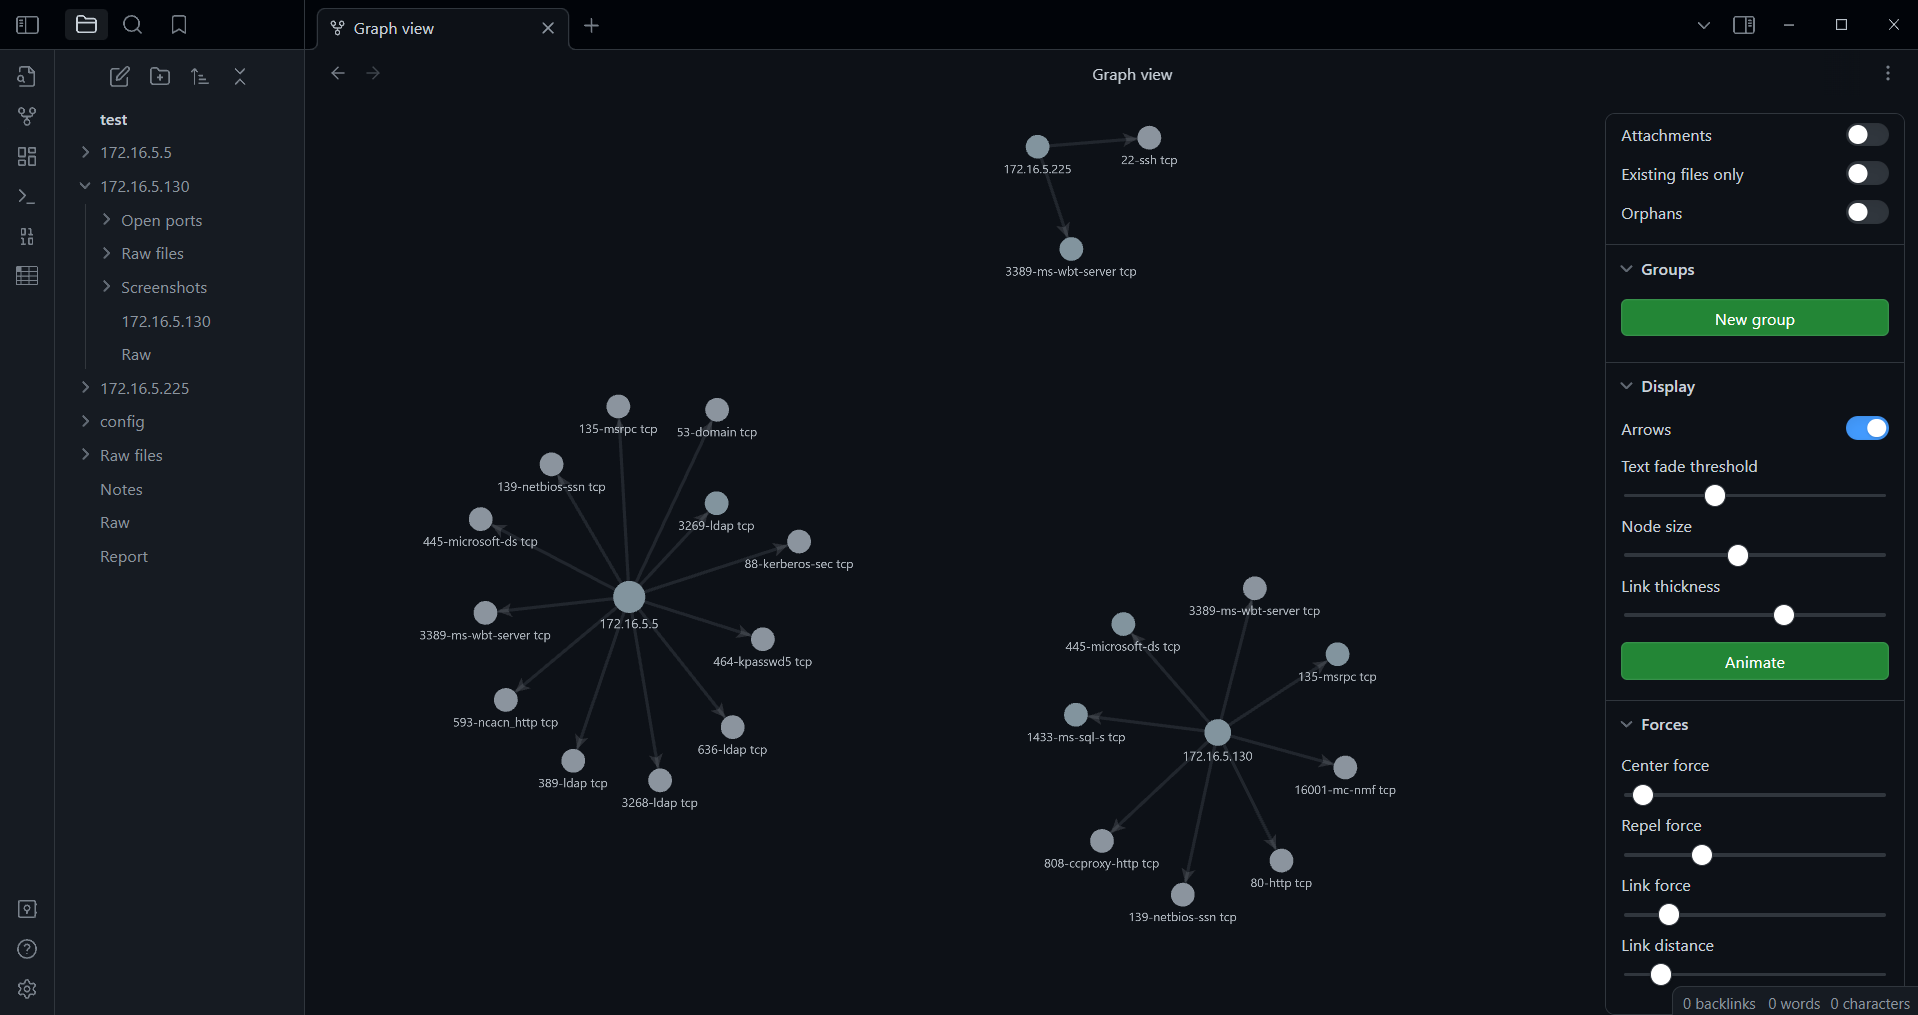 Graph view
Graph view
test
172.16.5.5
172.16.5.130
Open ports
Raw files
Screenshots
172.16.5.130
Raw
172.16.5.225
config
Raw files
Notes
Raw
Report
172.16.5.225
22-ssh tcp
3389-ms-wbt-server tcp
135-msrpc tcp
53-domain tcp
139-netbios-ssn tcp
3269-ldap tcp
445-microsoft-ds tcp
88-kerberos-sec tcp
172.16.5.5
3389-ms-wbt-server tcp
464-kpasswd5 tcp
593-ncacn_http tcp
636-ldap tcp
389-ldap tcp
3268-ldap tcp
3389-ms-wbt-server tcp
445-microsoft-ds tcp
135-msrpc tcp
1433-ms-sql-s tcp
172.16.5.130
16001-mc-nmf tcp
808-ccproxy-http tcp
80-http tcp
139-netbios-ssn tcp
Attachments
Existing files only
Orphans
Groups
New group
Display
Arrows
Text fade threshold
Node size
Link thickness
Animate
Forces
Center force
Repel force
Link force
Link distance
0 backlinks 0 words 0 characters